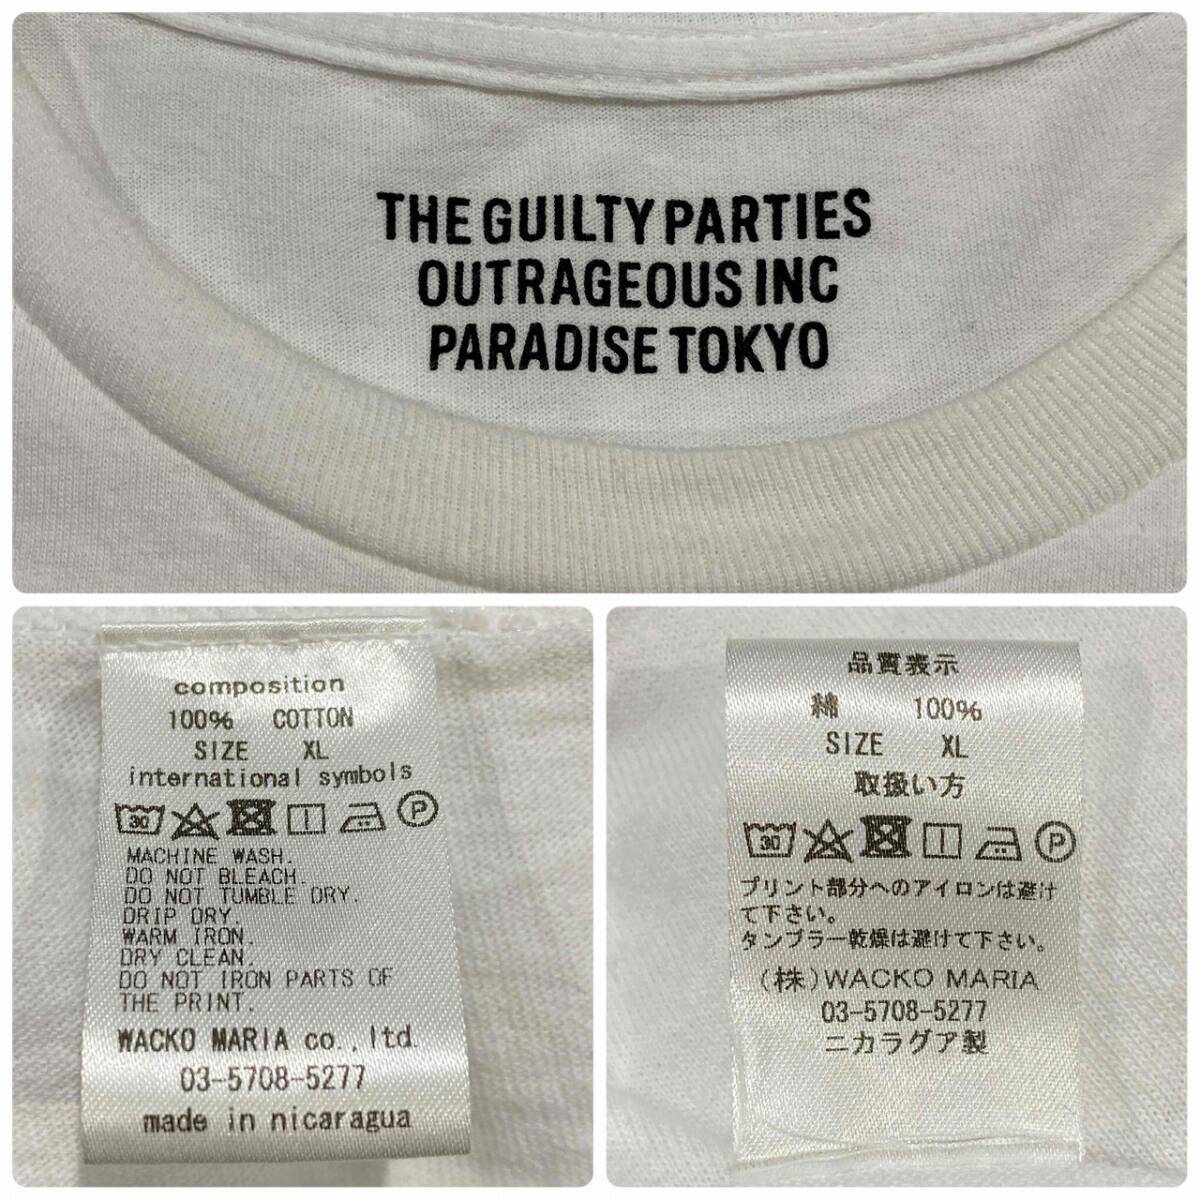 THE GUILTY PARTIES
OUTRAGEOUS INC
PARADISE TOKYO
composition
100% COTTON
SIZE XL
international symbols
30 P
MACHINE WASH.
DO NOT BLEACH.
DO NOT TUMBLE DRY.
DRIP DRY.
WARM IRON.
DRY CLEAN.
DO NOT IRON PARTS OF
THE PRINT.
WACKO MARIA co.,ltd.
03-5708-5277
made in nicaragua
品質表示
綿 100%
SIZE XL
取扱い方
30 P
プリント部分へのアイロンは避け
て下さい。
タンブラー乾燥は避けて下さい。
(株)WACKO MARIA
03-5708-5277
ニカラグア製